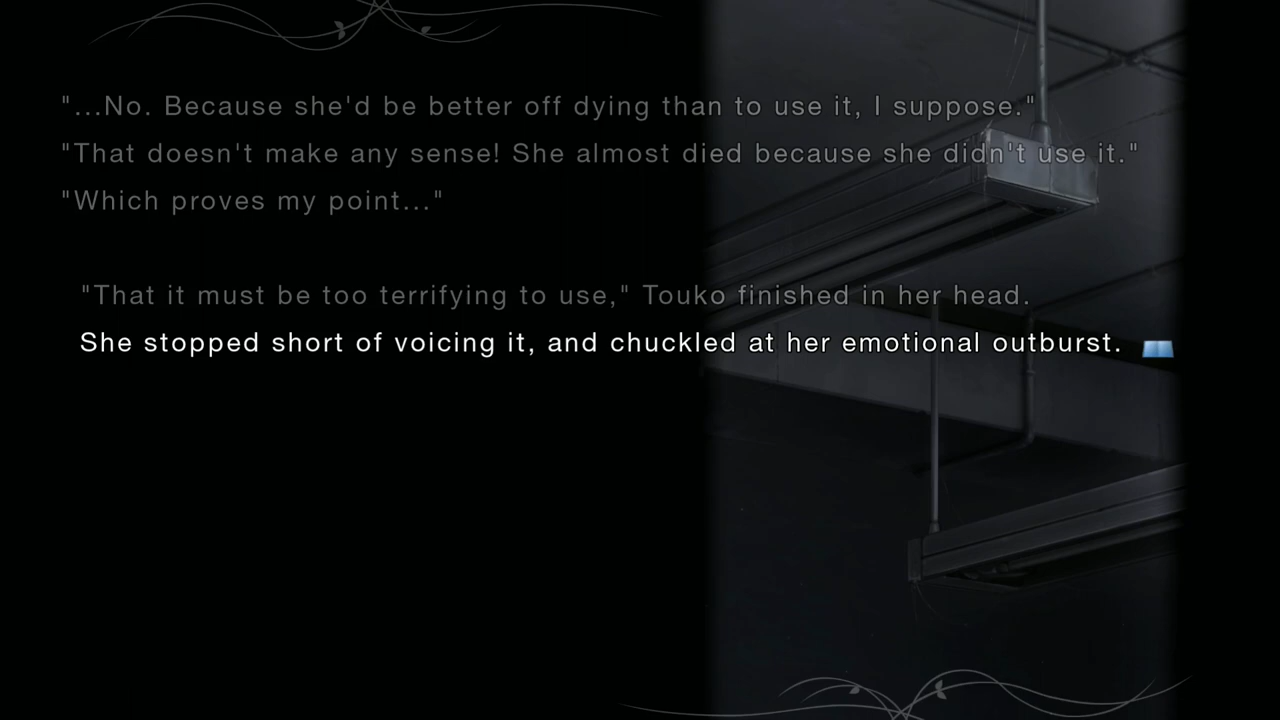 "...No. Because she'd be better off dying than to use it, I suppose."
"That doesn't make any sense! She almost died because she didn't use it."
"Which proves my point..."
"That it must be too terrifying to use," Touko finished in her head.
She stopped short of voicing it, and chuckled at her emotional outburst.